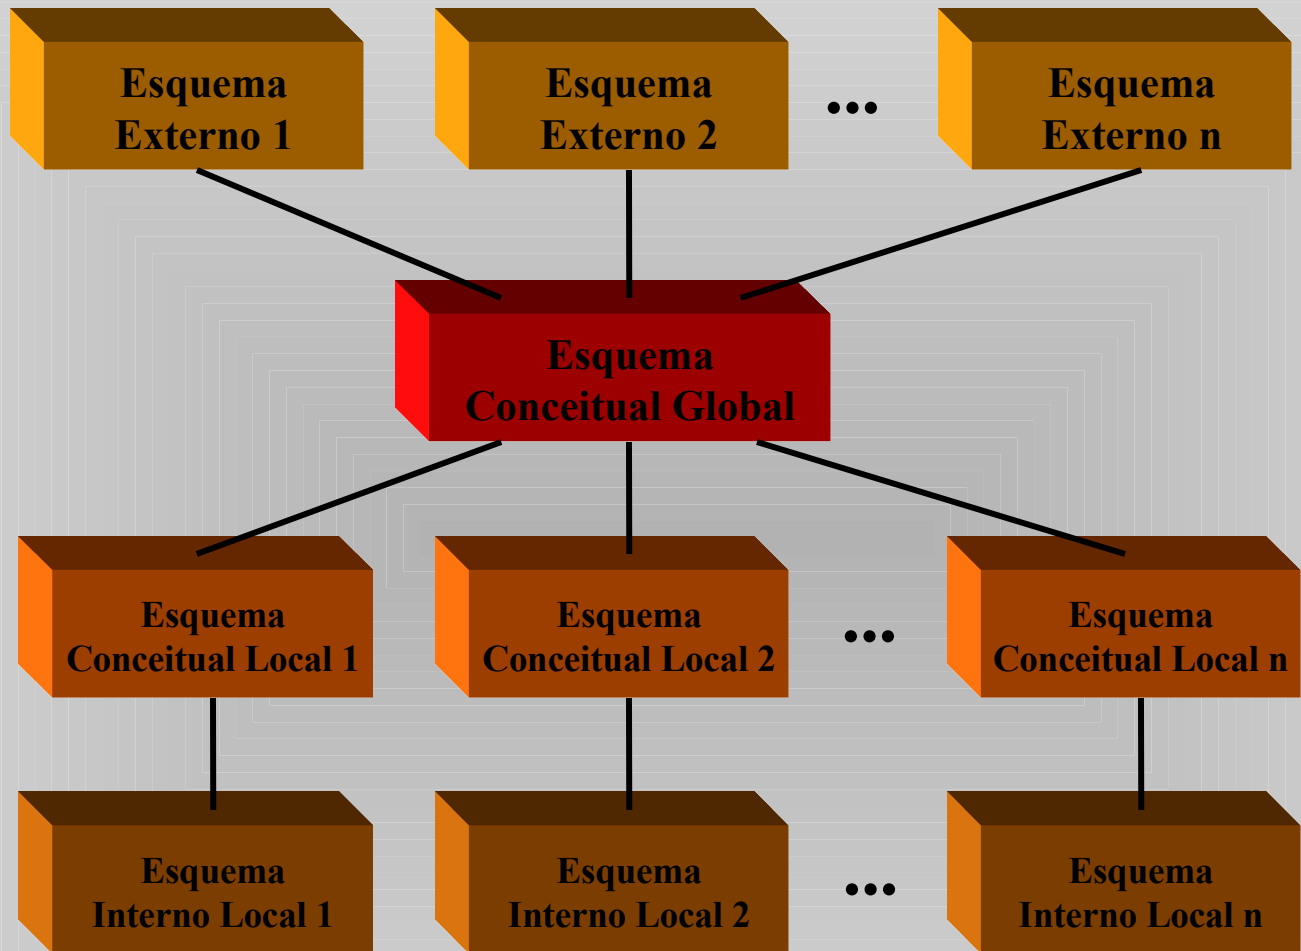 Esquema
Externo 1
Esquema
Externo 2
...
Esquema
Externo n
Esquema
Conceitual Global
Esquema
Conceitual Local 1
Esquema
Conceitual Local 2
...
Esquema
Conceitual Local n
Esquema
Interno Local 1
Esquema
Interno Local 2
...
Esquema
Interno Local n